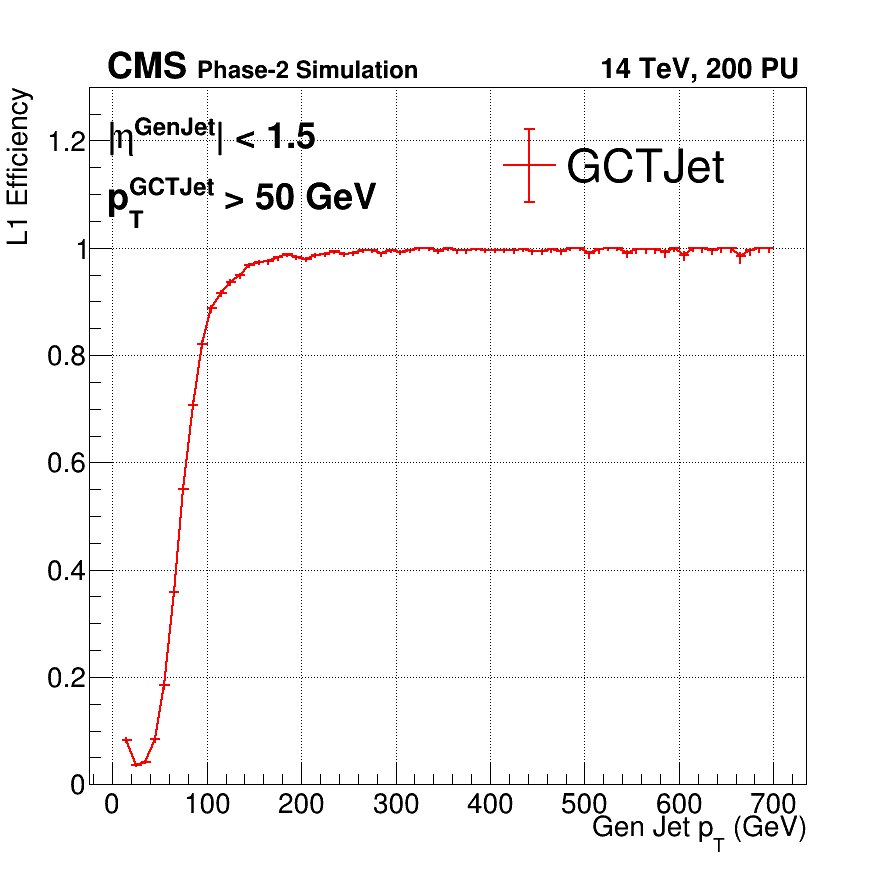 CMS Phase-2 Simulation 14 TeV, 200 PU
L1 Efficiency
|η^GenJet| < 1.5
p_T^GCTJet > 50 GeV
GCTJet
1.2
1
0.8
0.6
0.4
0.2
0
0 100 200 300 400 500 600 700
Gen Jet p_T (GeV)